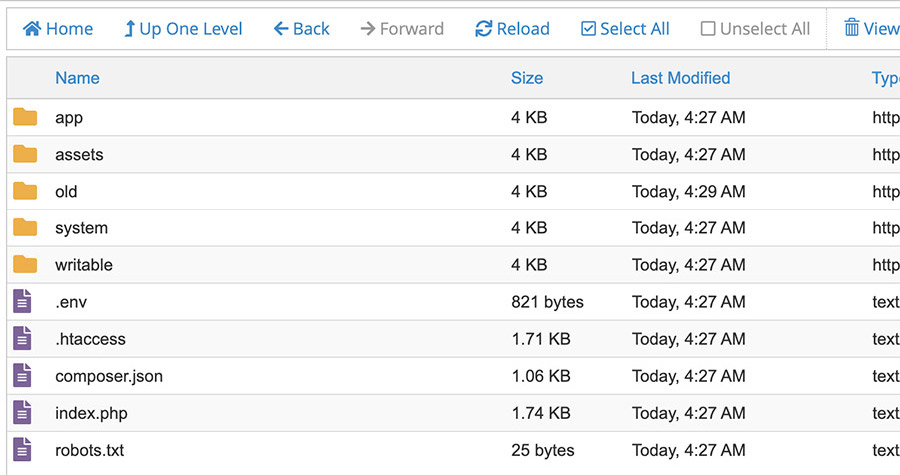 Home Up One Level Back Forward Reload Select All Unselect All View
Name Size Last Modified Type
app 4 KB Today, 4:27 AM http
assets 4 KB Today, 4:27 AM http
old 4 KB Today, 4:29 AM http
system 4 KB Today, 4:27 AM http
writable 4 KB Today, 4:27 AM http
.env 821 bytes Today, 4:27 AM text
.htaccess 1.71 KB Today, 4:27 AM text
composer.json 1.06 KB Today, 4:27 AM text
index.php 1.74 KB Today, 4:27 AM text
robots.txt 25 bytes Today, 4:27 AM text